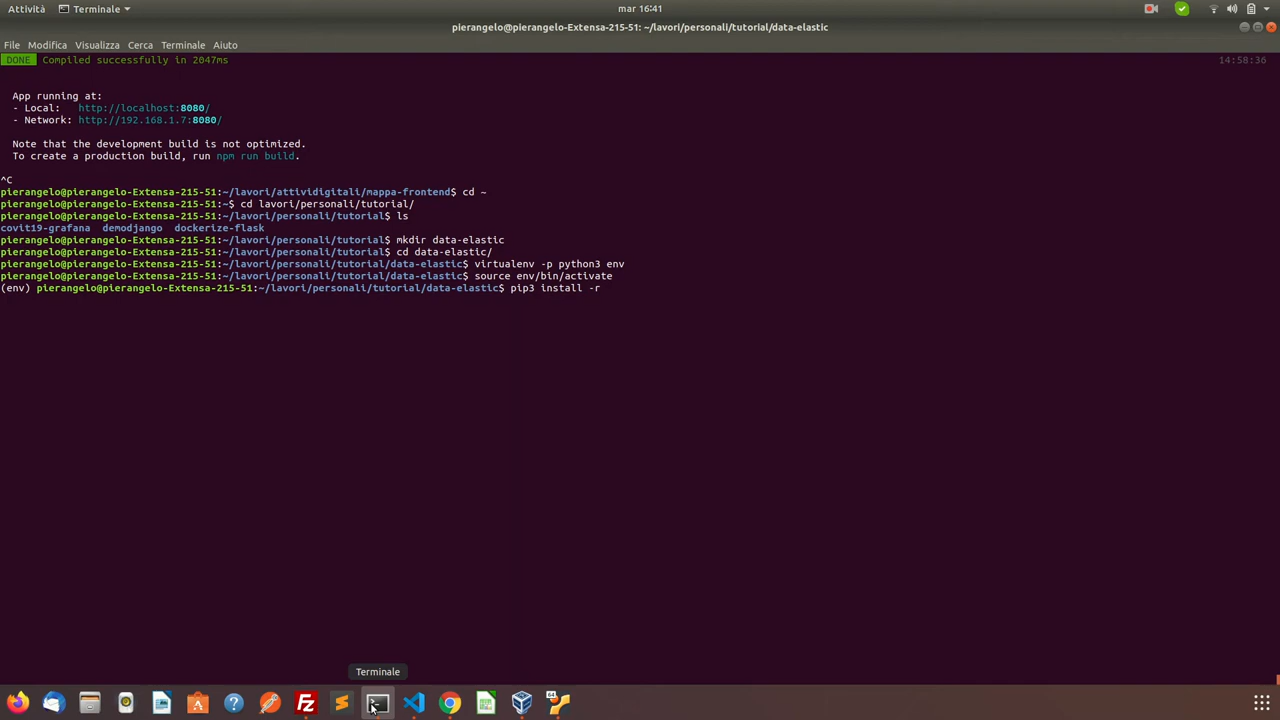 Attività
Terminale
mar 16:41
pierangelo@pierangelo-Extensa-215-51: ~/lavori/personali/tutorial/data-elastic
File Modifica Visualizza Cerca Terminale Aiuto
DONE Compiled successfully in 2047ms 14:58:36
App running at:
- Local: http://localhost:8080/
- Network: http://192.168.1.7:8080/
Note that the development build is not optimized.
To create a production build, run npm run build.
^C
pierangelo@pierangelo-Extensa-215-51:~/lavori/attividigitali/mappa-frontend$ cd ~
pierangelo@pierangelo-Extensa-215-51:~$ cd lavori/personali/tutorial/
pierangelo@pierangelo-Extensa-215-51:~/lavori/personali/tutorial$ ls
covit19-grafana demodjango dockerize-flask
pierangelo@pierangelo-Extensa-215-51:~/lavori/personali/tutorial$ mkdir data-elastic
pierangelo@pierangelo-Extensa-215-51:~/lavori/personali/tutorial$ cd data-elastic/
pierangelo@pierangelo-Extensa-215-51:~/lavori/personali/tutorial/data-elastic$ virtualenv -p python3 env
pierangelo@pierangelo-Extensa-215-51:~/lavori/personali/tutorial/data-elastic$ source env/bin/activate
(env) pierangelo@pierangelo-Extensa-215-51:~/lavori/personali/tutorial/data-elastic$ pip3 install -r
Terminale